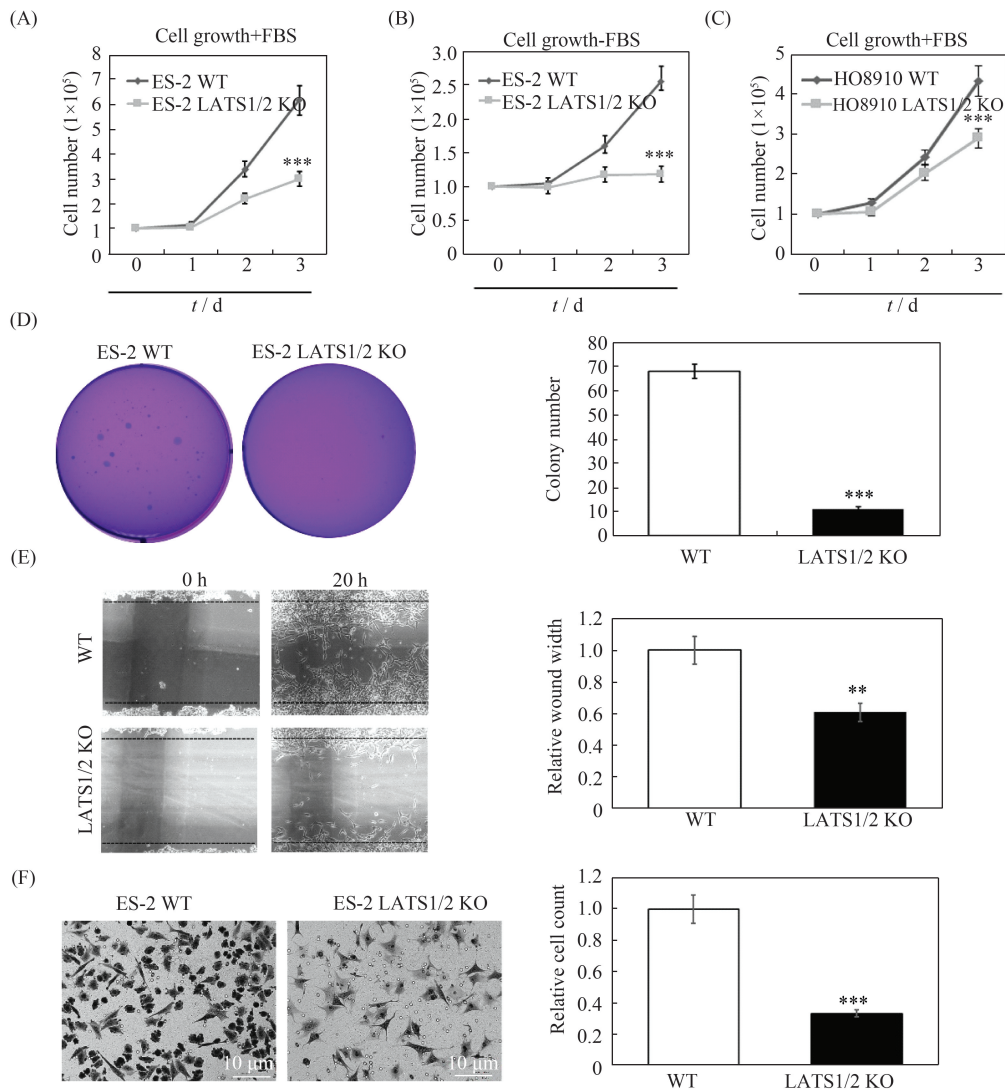 (A)
Cell growth+FBS
8
7
6
5
4
3
2
1
0
Cell number (1×10⁵)
ES-2 WT
ES-2 LATS1/2 KO
***
0 1 2 3
t / d
(B)
Cell growth-FBS
3.0
2.5
2.0
1.5
1.0
0.5
0
Cell number (1×10⁵)
ES-2 WT
ES-2 LATS1/2 KO
***
0 1 2 3
t / d
(C)
Cell growth+FBS
5
4
3
2
1
0
Cell number (1×10⁵)
HO8910 WT
HO8910 LATS1/2 KO
***
0 1 2 3
t / d
(D)
ES-2 WT
ES-2 LATS1/2 KO
80
70
60
50
40
30
20
10
0
Colony number
***
WT
LATS1/2 KO
(E)
0 h
20 h
WT
LATS1/2 KO
1.2
1.0
0.8
0.6
0.4
0.2
0
Relative wound width
**
WT
LATS1/2 KO
(F)
ES-2 WT
ES-2 LATS1/2 KO
10 μm
10 μm
1.2
1.0
0.8
0.6
0.4
0.2
0
Relative cell count
***
WT
LATS1/2 KO